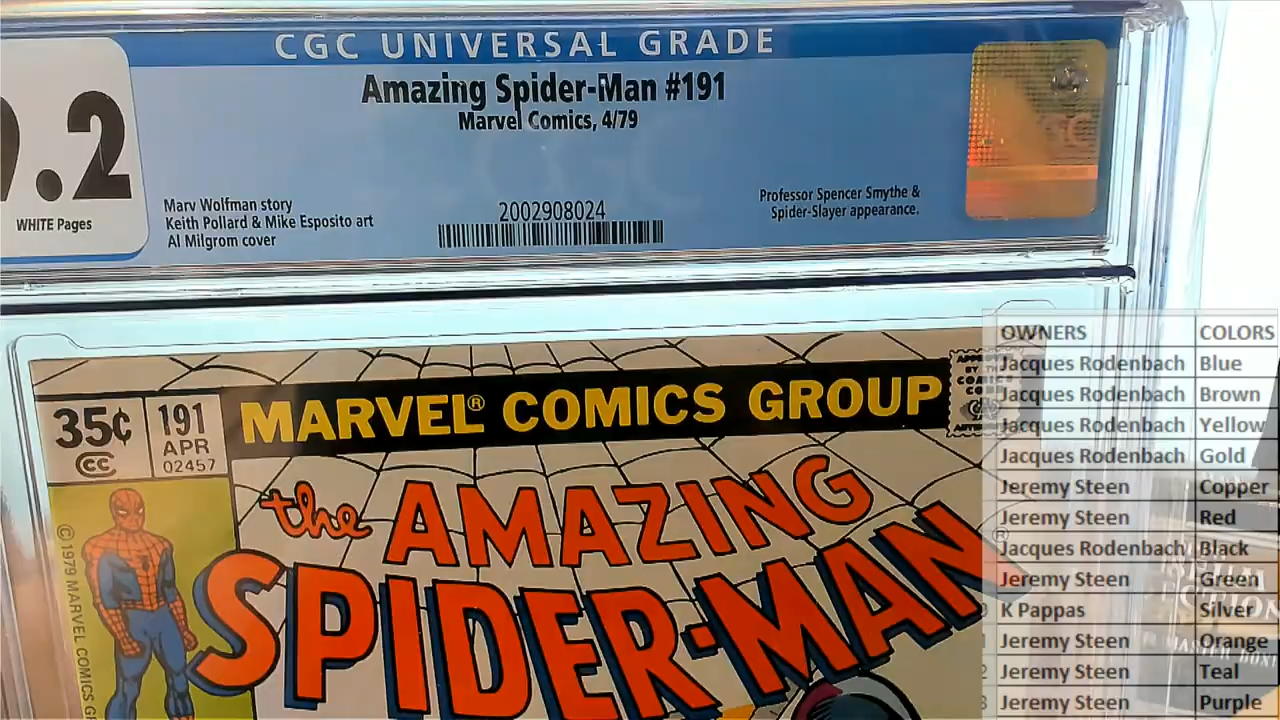 CGC UNIVERSAL GRADE
Amazing Spider-Man #191
Marvel Comics, 4/79
.2
WHITE Pages
Marv Wolfman story
Keith Pollard & Mike Esposito art
Al Milgrom cover
2002908024
Professor Spencer Smythe &
Spider-Slayer appearance.
CGC
35¢
191
APR
02457
CC
MARVEL® COMICS GROUP
the AMAZING
SPIDER-MAN®
© 1979 MARVEL COMICS
OWNERS COLORS
Jacques Rodenbach Blue
Jacques Rodenbach Brown
Jacques Rodenbach Yellow
Jacques Rodenbach Gold
Jeremy Steen Copper
Jeremy Steen Red
Jacques Rodenbach Black
Jeremy Steen Green
K Pappas Silver
Jeremy Steen Orange
Jeremy Steen Teal
Jeremy Steen Purple